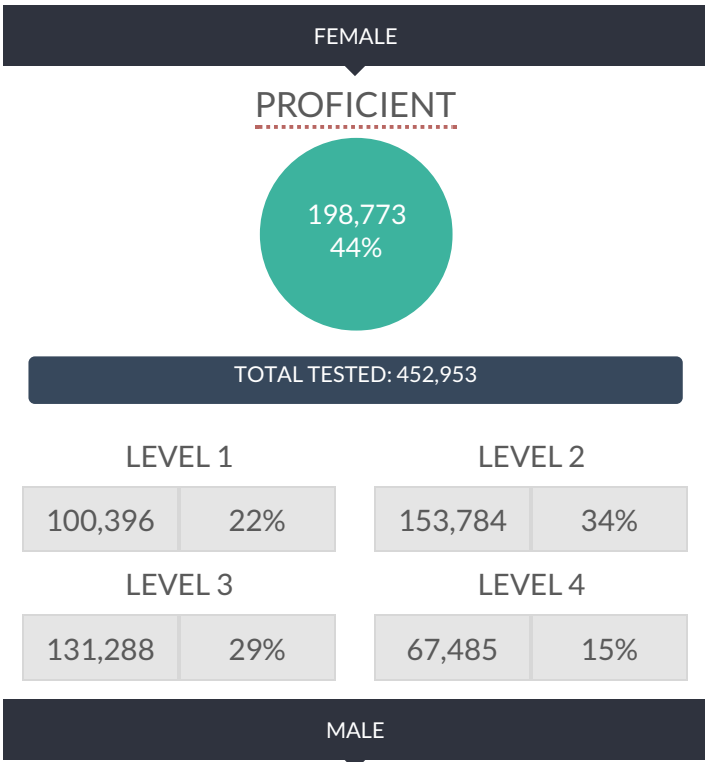 FEMALE
PROFICIENT
198,773
44%
TOTAL TESTED: 452,953
LEVEL 1
100,396 22%
LEVEL 2
153,784 34%
LEVEL 3
131,288 29%
LEVEL 4
67,485 15%
MALE